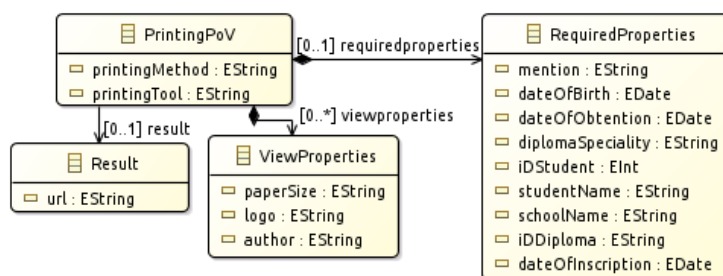 PrintingPoV
printingMethod : EString
printingTool : EString
[0..1] requiredproperties
RequiredProperties
mention : EString
dateOfBirth : EDate
dateOfObtention : EDate
diplomaSpeciality : EString
iDStudent : EInt
studentName : EString
schoolName : EString
iDDiploma : EString
dateOfInscription : EDate
[0..1] result
Result
url : EString
[0..*] viewproperties
ViewProperties
paperSize : EString
logo : EString
author : EString